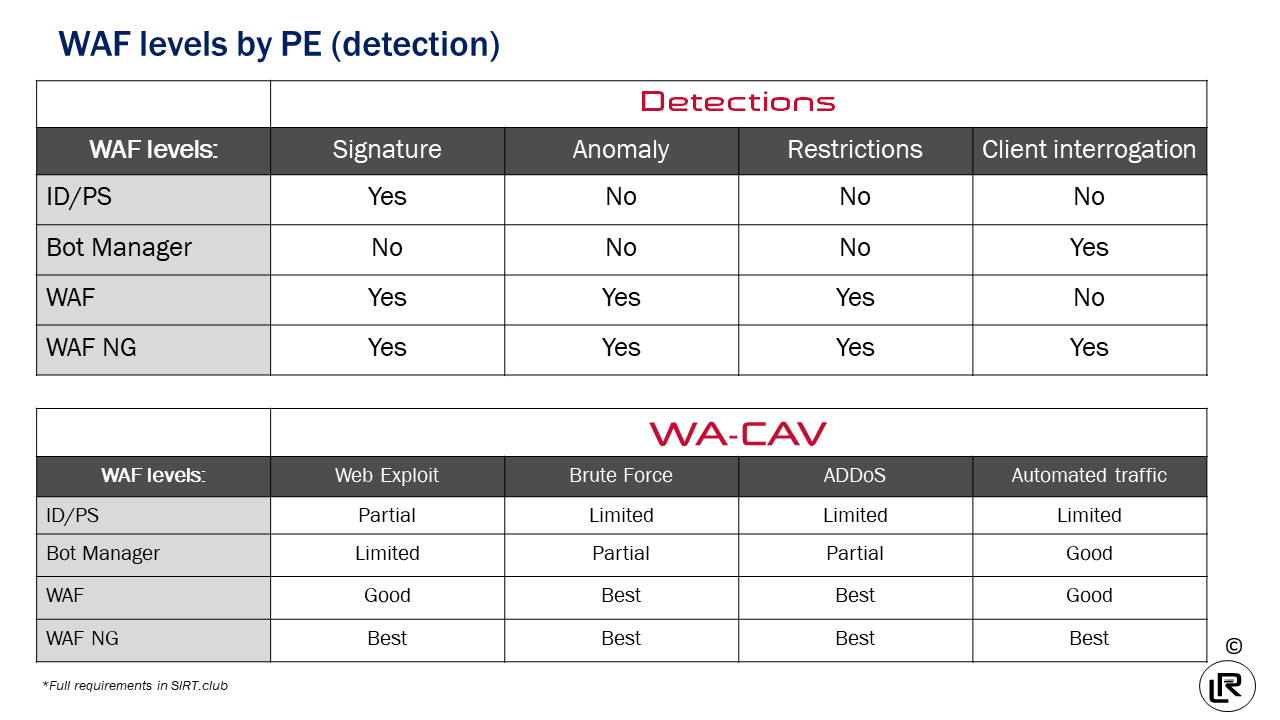 WAF levels by PE (detection)
Detections
WAF levels: Signature Anomaly Restrictions Client interrogation
ID/PS Yes No No No
Bot Manager No No No Yes
WAF Yes Yes Yes No
WAF NG Yes Yes Yes Yes
WA-CAV
WAF levels: Web Exploit Brute Force ADDoS Automated traffic
ID/PS Partial Limited Limited Limited
Bot Manager Limited Partial Partial Good
WAF Good Best Best Good
WAF NG Best Best Best Best
©
*Full requirements in SIRT.club
LR